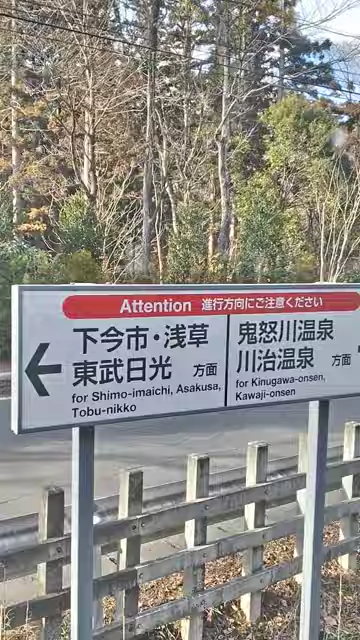 Attention 進行方向にご注意ください
下今市・浅草
東武日光 方面
for Shimo-imaichi, Asakusa,
Tobu-nikko
鬼怒川温泉
川治温泉 方面
for Kinugawa-onsen,
Kawaji-onsen